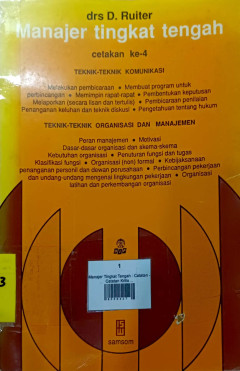 drs D. Ruiter
Manajer tingkat tengah
cetakan ke-4
TEKNIK-TEKNIK KOMUNIKASI
Melakukan pembicaraan • Membuat program untuk
perbincangan • Memimpin rapat-rapat • Pembentukan keputusan
Melaporkan (secara lisan dan tertulis) • Pembicaraan penilaian
Penanganan keluhan dan teknik diskusi • Pengetahuan tentang hukum
TEKNIK-TEKNIK ORGANISASI DAN MANAJEMEN
Peran manajemen • Motivasi
Dasar-dasar organisasi dan skema-skema
Kebutuhan organisasi • Penuturan fungsi dan tugas
Klasifikasi fungsi • Organisasi (non) formal • Kebijaksanaan
penanganan personil dan dewan perusahaan • Perbincangan pekerjaan
dan undang-undang mengenai lingkungan pekerjaan • Organisasi
latihan dan perkembangan organisasi
1
Manajer Tingkat Tengah : Cetakan
3
samsom